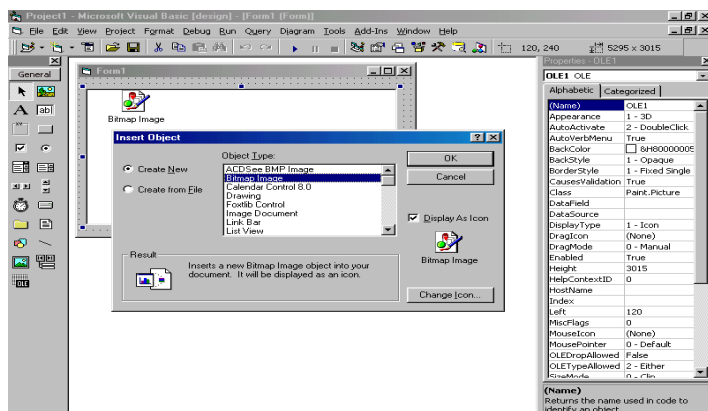 Project1 - Microsoft Visual Basic [design] - [Form1 (Form)]
File Edit View Project Format Debug Run Query Diagram Tools Add-Ins Window Help
120, 240 5295 x 3015
General
A
ab|
OLE
Form1
Bitmap Image
Insert Object
Create New
Create from File
Object Type:
ACDSee BMP Image
Bitmap Image
Calendar Control 8.0
Drawing
Foxtlib Control
Image Document
Link Bar
List View
OK
Cancel
Display As Icon
Bitmap Image
Change Icon...
Result
Inserts a new Bitmap Image object into your
document. It will be displayed as an icon.
Properties - OLE1
OLE1 OLE
Alphabetic Categorized
(Name) OLE1
Appearance 1 - 3D
AutoActivate 2 - DoubleClick
AutoVerbMenu True
BackColor &H80000005
BackStyle 1 - Opaque
BorderStyle 1 - Fixed Single
CausesValidation True
Class Paint.Picture
DataField
DataSource
DisplayType 1 - Icon
DragIcon (None)
DragMode 0 - Manual
Enabled True
Height 3015
HelpContextID 0
HostName
Index
Left 120
MiscFlags 0
MouseIcon (None)
MousePointer 0 - Default
OLEDropAllowed False
OLETypeAllowed 2 - Either
SizeMode 0 - Clip
(Name)
Returns the name used in code to
identify an object.